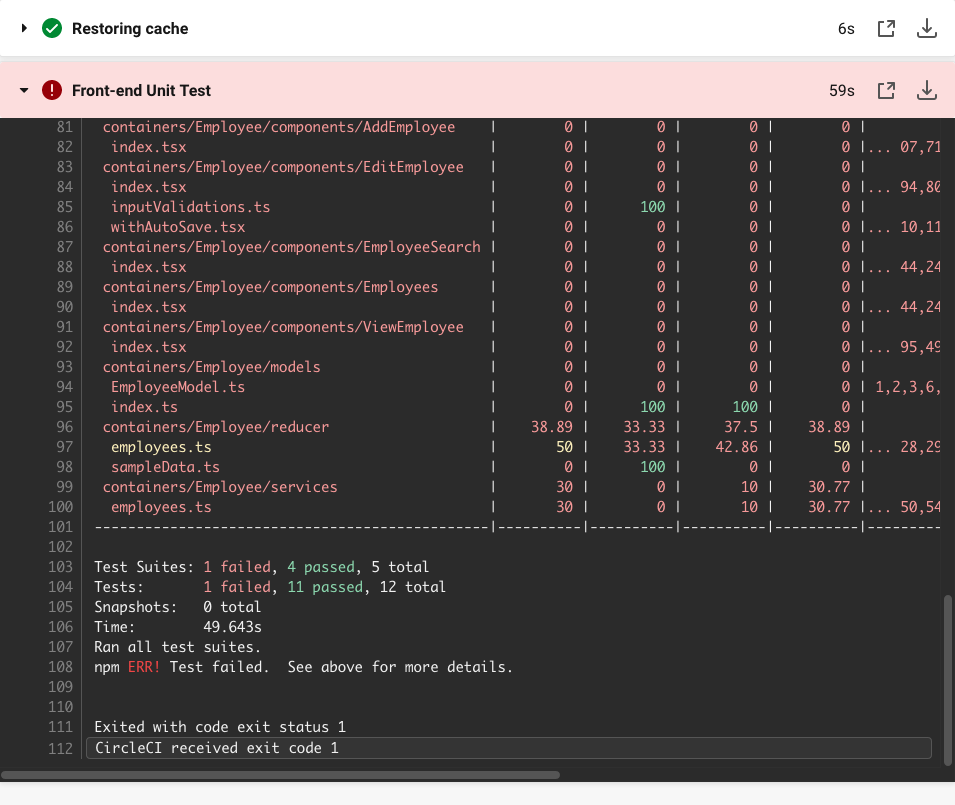 Restoring cache 6s
Front-end Unit Test 59s
81 containers/Employee/components/AddEmployee | 0 | 0 | 0 | 0 |
82 index.tsx | 0 | 0 | 0 | 0 |... 07,71
83 containers/Employee/components/EditEmployee | 0 | 0 | 0 | 0 |
84 index.tsx | 0 | 0 | 0 | 0 |... 94,80
85 inputValidations.ts | 0 | 100 | 0 | 0 |
86 withAutoSave.tsx | 0 | 0 | 0 | 0 |... 10,11
87 containers/Employee/components/EmployeeSearch | 0 | 0 | 0 | 0 |
88 index.tsx | 0 | 0 | 0 | 0 |... 44,24
89 containers/Employee/components/Employees | 0 | 0 | 0 | 0 |
90 index.tsx | 0 | 0 | 0 | 0 |... 44,24
91 containers/Employee/components/ViewEmployee | 0 | 0 | 0 | 0 |
92 index.tsx | 0 | 0 | 0 | 0 |... 95,49
93 containers/Employee/models | 0 | 0 | 0 | 0 |
94 EmployeeModel.ts | 0 | 0 | 0 | 0 | 1,2,3,6,
95 index.ts | 0 | 100 | 100 | 0 |
96 containers/Employee/reducer | 38.89 | 33.33 | 37.5 | 38.89 |
97 employees.ts | 50 | 33.33 | 42.86 | 50 |... 28,29
98 sampleData.ts | 0 | 100 | 0 | 0 |
99 containers/Employee/services | 30 | 0 | 10 | 30.77 |
100 employees.ts | 30 | 0 | 10 | 30.77 |... 50,54
101 -----------------------------------------------|----------|----------|----------|----------|---------
102
103 Test Suites: 1 failed, 4 passed, 5 total
104 Tests: 1 failed, 11 passed, 12 total
105 Snapshots: 0 total
106 Time: 49.643s
107 Ran all test suites.
108 npm ERR! Test failed. See above for more details.
109
110
111 Exited with code exit status 1
112 CircleCI received exit code 1